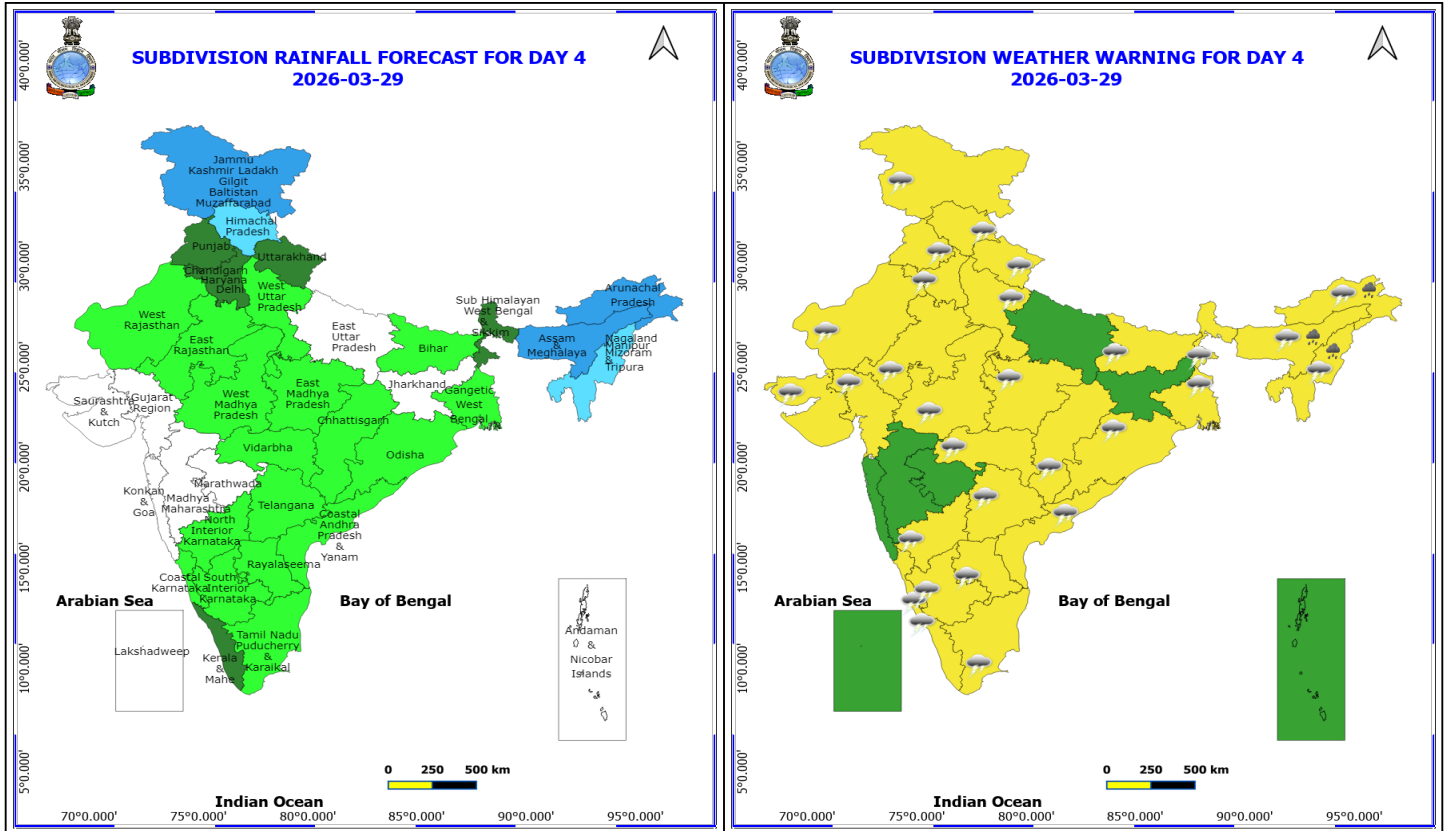 SUBDIVISION RAINFALL FORECAST FOR DAY 4
2026-03-29
40°0.000'
35°0.000'
30°0.000'
25°0.000'
20°0.000'
15°0.000'
10°0.000'
5°0.000'
Jammu
Kashmir Ladakh
Gilgit
Baltistan
Muzaffarabad
Himachal
Pradesh
Punjab
Uttarakhand
Chandigarh
Haryana
Delhi
West
Uttar
Pradesh
West
Rajasthan
East
Rajasthan
East
Uttar
Pradesh
Bihar
Sub Himalayan
West Bengal
&
Sikkim
Arunachal
Pradesh
Assam
&
Meghalaya
Nagaland
Manipur
Mizoram
&
Tripura
Jharkhand
Gangetic
West
Bengal
Saurashtra
&
Kutch
Gujarat
Region
West
Madhya
Pradesh
East
Madhya
Pradesh
Chhattisgarh
Vidarbha
Odisha
Konkan
&
Goa
Madhya
Maharashtra
Marathwada
Telangana
North
Interior
Karnataka
Coastal
Andhra
Pradesh
&
Yanam
Rayalaseema
Coastal
Karnataka
South
Interior
Karnataka
Tamil Nadu
Puducherry
&
Karaikal
Kerala
&
Mahe
Lakshadweep
Andaman
&
Nicobar
Islands
Arabian Sea
Bay of Bengal
Indian Ocean
0 250 500 km
70°0.000' 75°0.000' 80°0.000' 85°0.000' 90°0.000' 95°0.000'
SUBDIVISION WEATHER WARNING FOR DAY 4
2026-03-29
40°0.000'
35°0.000'
30°0.000'
25°0.000'
20°0.000'
15°0.000'
10°0.000'
5°0.000'
Arabian Sea
Bay of Bengal
Indian Ocean
0 250 500 km
70°0.000' 75°0.000' 80°0.000' 85°0.000' 90°0.000' 95°0.000'